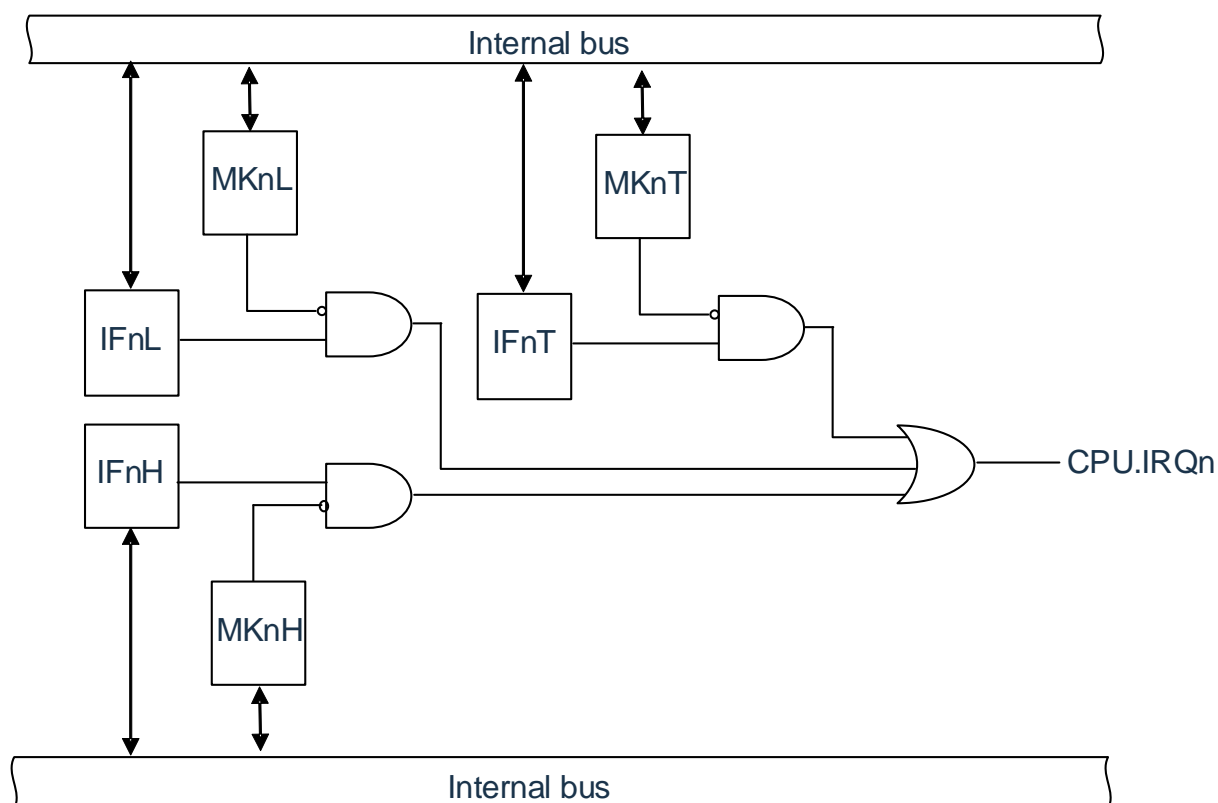 Internal bus
MKnL
MKnT
IFnL
IFnT
IFnH
CPU.IRQn
MKnH
Internal bus